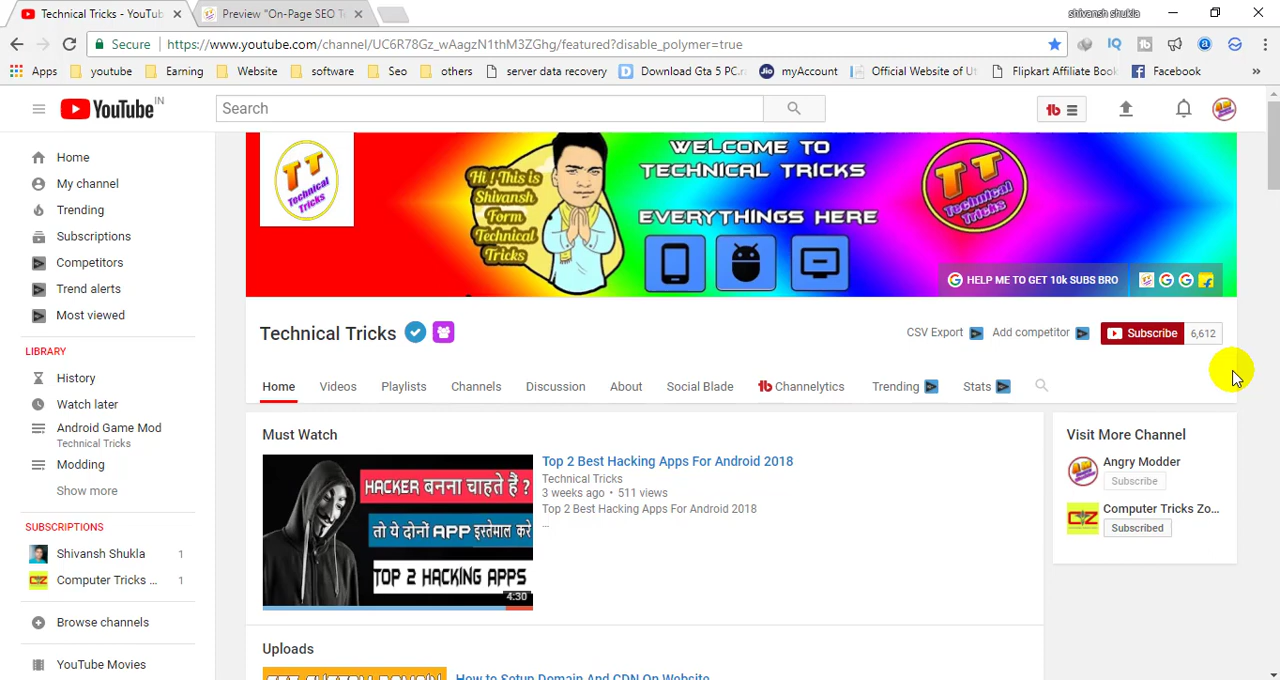 Technical Tricks - YouTub
Preview "On-Page SEO T
shivansh shukla
Secure
https://www.youtube.com/channel/UC6R78Gz_wAagzN1thM3ZGhg/featured?disable_polymer=true
Apps
youtube
Earning
Website
software
Seo
others
server data recovery
Download Gta 5 PC.ra
Jio
myAccount
Official Website of Ut
Flipkart Affiliate Book
Facebook
YouTube IN
Search
Home
My channel
Trending
Subscriptions
Competitors
Trend alerts
Most viewed
LIBRARY
History
Watch later
Android Game Mod
Technical Tricks
Modding
Show more
SUBSCRIPTIONS
Shivansh Shukla 1
Computer Tricks ... 1
Browse channels
YouTube Movies
TT
Technical
Tricks
Hi ! This is
Shivansh
Form
Technical
Tricks
WELCOME TO
TECHNICAL TRICKS
EVERYTHINGS HERE
TT
Technical
Tricks
HELP ME TO GET 10k SUBS BRO
Technical Tricks
CSV Export
Add competitor
Subscribe 6,612
Home
Videos
Playlists
Channels
Discussion
About
Social Blade
Channelytics
Trending
Stats
Must Watch
HACKER बनना चाहते हैं ?
तो ये दोनों APP इस्तेमाल करे
TOP 2 HACKING APPS
4:30
Top 2 Best Hacking Apps For Android 2018
Technical Tricks
3 weeks ago • 511 views
Top 2 Best Hacking Apps For Android 2018
...
Visit More Channel
Angry Modder
Subscribe
Computer Tricks Zo...
Subscribed
Uploads
How to Setup Domain And CDN On Website